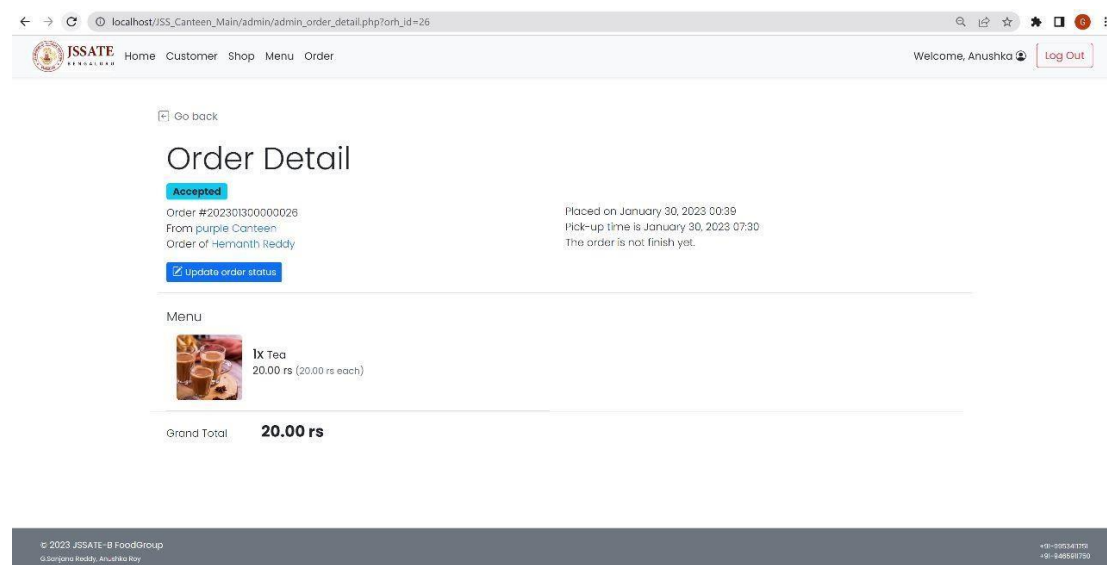 localhost/JSS_Canteen_Main/admin/admin_order_detail.php?orh_id=26
G
JSSATE
BENGALURU
Home Customer Shop Menu Order
Welcome, Anushka
Log Out
Go back
Order Detail
Accepted
Order #202301300000026
From purple Canteen
Order of Hemanth Reddy
Placed on January 30, 2023 00:39
Pick-up time is January 30, 2023 07:30
The order is not finish yet.
Update order status
Menu
1x Tea
20.00 rs (20.00 rs each)
Grand Total 20.00 rs
© 2023 JSSATE-B FoodGroup
G.Sanjana Reddy, Anushka Roy